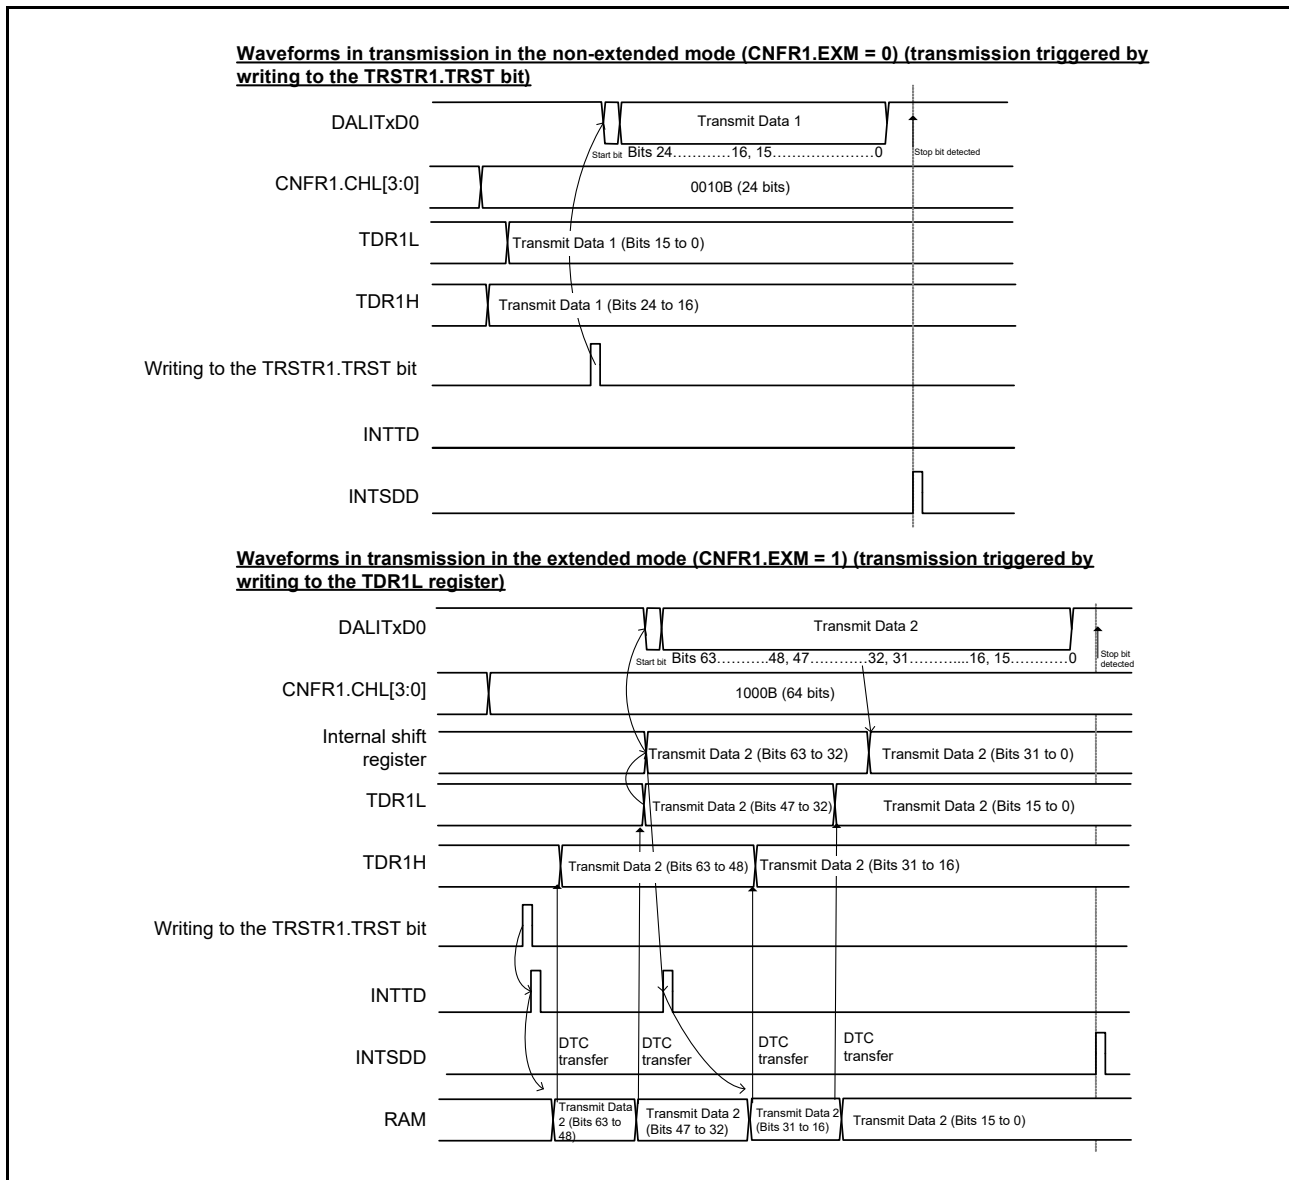 Waveforms in transmission in the non-extended mode (CNFR1.EXM = 0) (transmission triggered by
writing to the TRSTR1.TRST bit)
DALITxD0
Transmit Data 1
Start bit Bits 24............16, 15.....................0
Stop bit detected
CNFR1.CHL[3:0]
0010B (24 bits)
TDR1L
Transmit Data 1 (Bits 15 to 0)
TDR1H
Transmit Data 1 (Bits 24 to 16)
Writing to the TRSTR1.TRST bit
INTTD
INTSDD
Waveforms in transmission in the extended mode (CNFR1.EXM = 1) (transmission triggered by
writing to the TDR1L register)
DALITxD0
Transmit Data 2
Start bit Bits 63...........48, 47............32, 31..............16, 15............0
Stop bit
detected
CNFR1.CHL[3:0]
1000B (64 bits)
Internal shift
register
Transmit Data 2 (Bits 63 to 32)
Transmit Data 2 (Bits 31 to 0)
TDR1L
Transmit Data 2 (Bits 47 to 32)
Transmit Data 2 (Bits 15 to 0)
TDR1H
Transmit Data 2 (Bits 63 to 48)
Transmit Data 2 (Bits 31 to 16)
Writing to the TRSTR1.TRST bit
INTTD
INTSDD
DTC
transfer
DTC
transfer
DTC
transfer
DTC
transfer
RAM
Transmit Data
2 (Bits 63 to
48)
Transmit Data 2
(Bits 47 to 32)
Transmit Data 2
(Bits 31 to 16)
Transmit Data 2 (Bits 15 to 0)